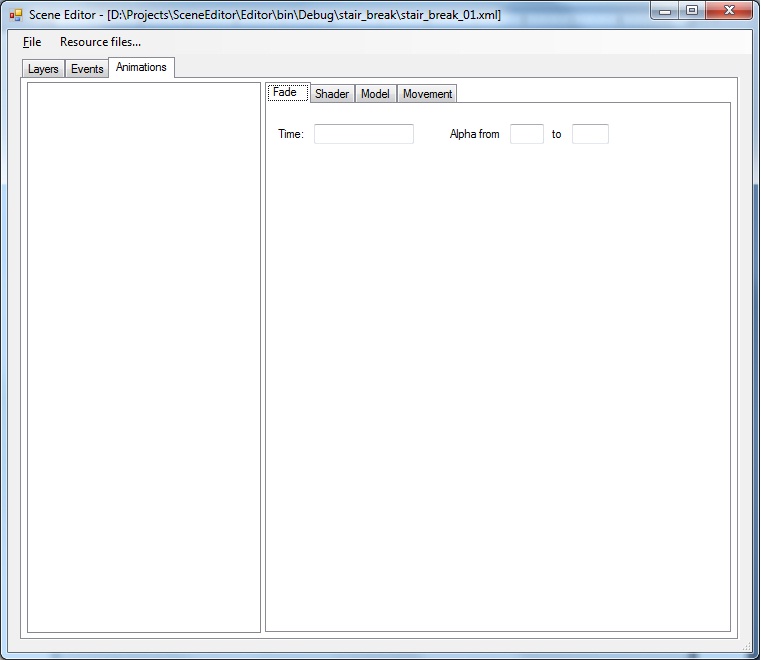 Scene Editor - [D:\Projects\SceneEditor\Editor\bin\Debug\stair_break\stair_break_01.xml]
File Resource files...
Layers Events Animations
Fade Shader Model Movement
Time: Alpha from to